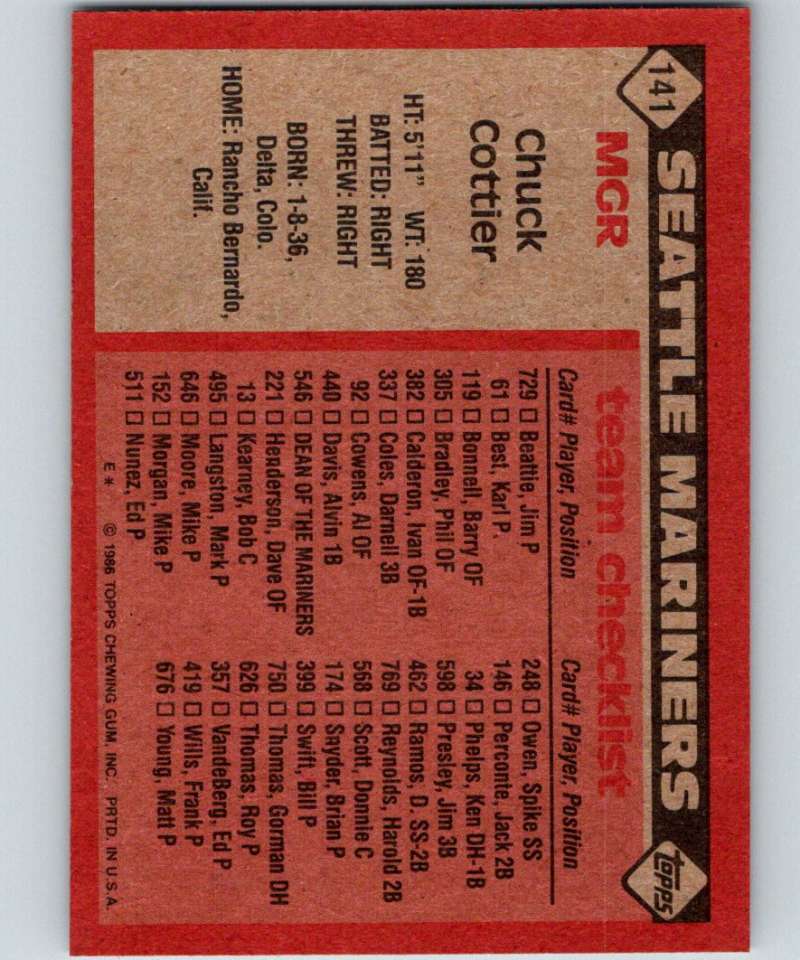 141
SEATTLE MARINERS
Topps
MGR
Chuck
Cottier
HT: 5'11" WT: 180
BATTED: RIGHT
THREW: RIGHT
BORN: 1-8-36,
Delta, Colo.
HOME: Rancho Bernardo,
Calif.
team checklist
Card# Player, Position
729 □ Beattie, Jim P
61 □ Best, Karl P.
119 □ Bonnell, Barry OF
305 □ Bradley, Phil OF
382 □ Calderon, Ivan OF-1B
337 □ Coles, Darnell 3B
92 □ Cowens, Al OF
440 □ Davis, Alvin 1B
546 □ DEAN OF THE MARINERS
221 □ Henderson, Dave OF
13 □ Kearney, Bob C
495 □ Langston, Mark P
646 □ Moore, Mike P
152 □ Morgan, Mike P
511 □ Nunez, Ed P
Card# Player, Position
248 □ Owen, Spike SS
146 □ Perconte, Jack 2B
34 □ Phelps, Ken DH-1B
598 □ Presley, Jim 3B
462 □ Ramos, D. SS-2B
769 □ Reynolds, Harold 2B
568 □ Scott, Donnie C
174 □ Snyder, Brian P
399 □ Swift, Bill P
750 □ Thomas, Gorman DH
626 □ Thomas, Roy P
357 □ VandeBerg, Ed P
419 □ Wills, Frank P
676 □ Young, Matt P
E* © 1986 TOPPS CHEWING GUM, INC. PRTD. IN U.S.A.